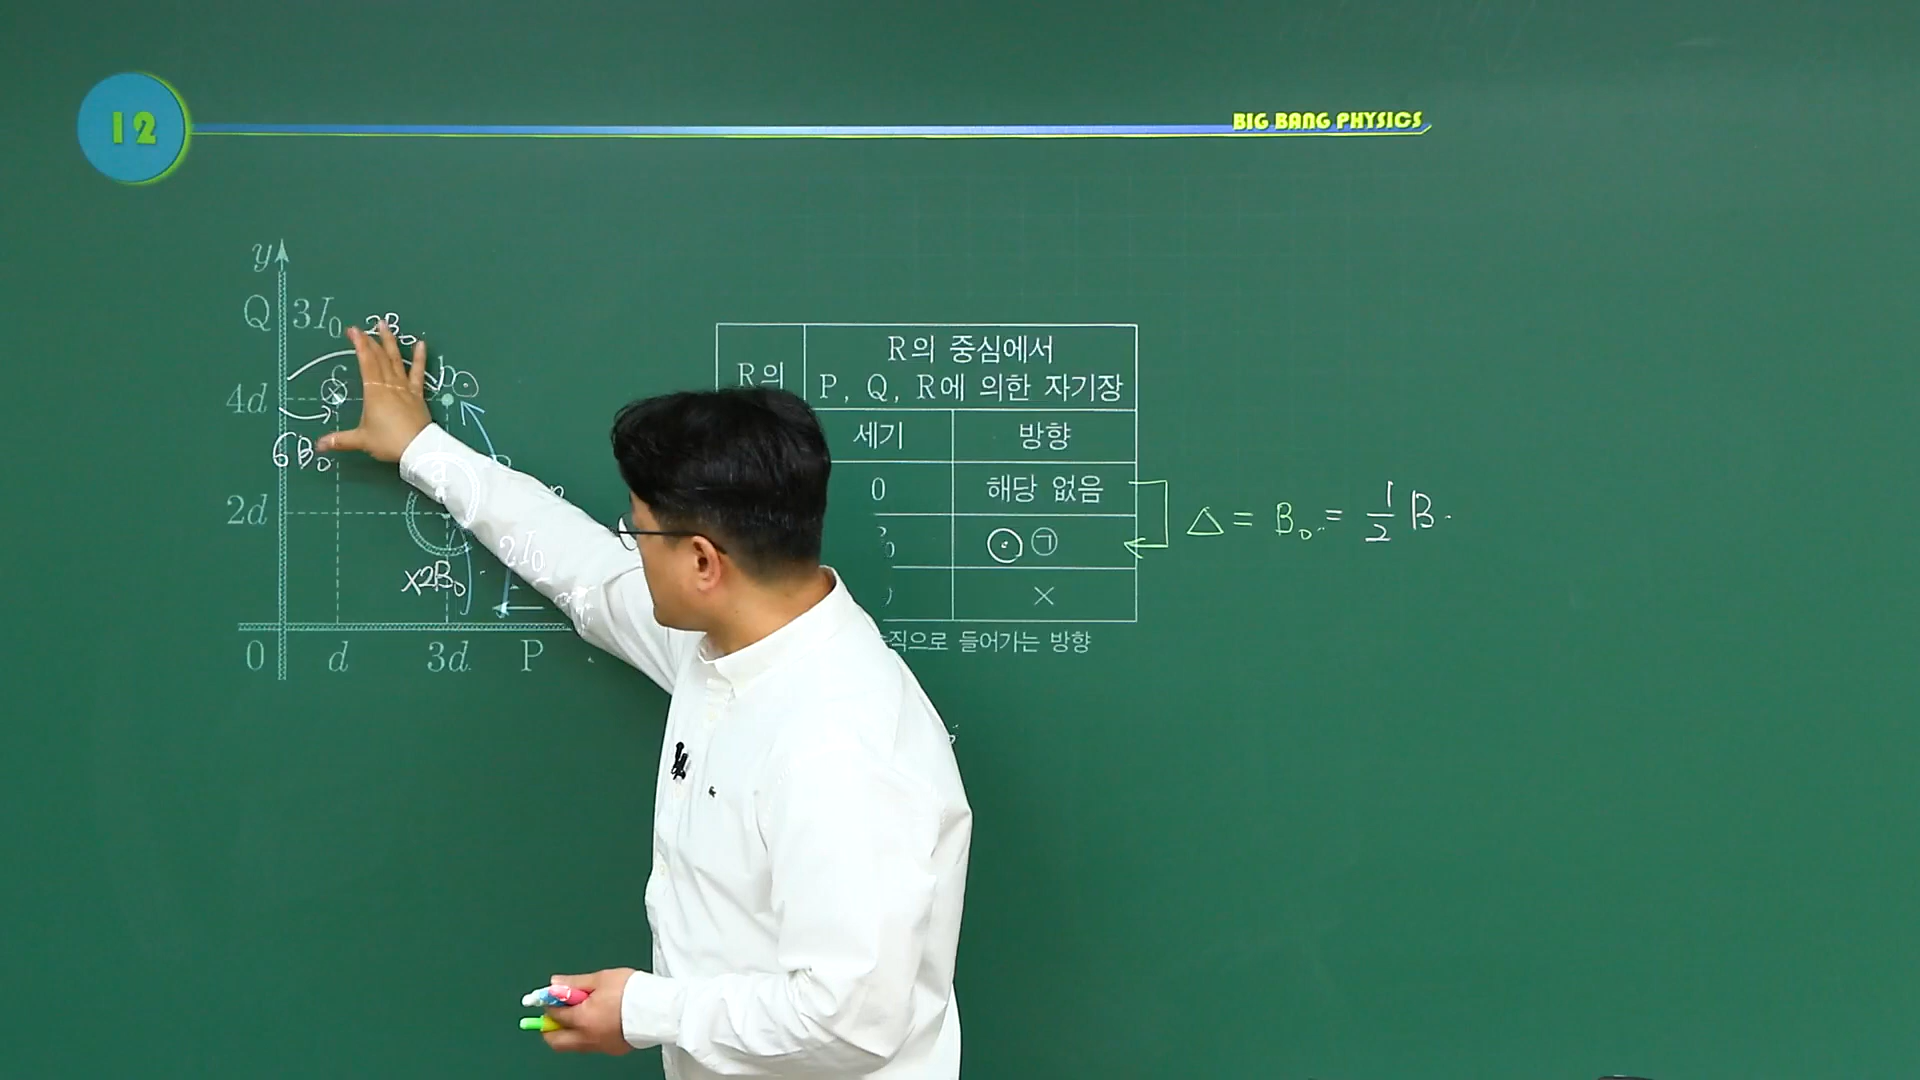 12
BIG BANG PHYSICS
y
Q 3I₀ 2B₀
c b ⊙
4d
6B₀
2d
2I₀
×2B₀
0 d 3d P
R의
R의 중심에서
P, Q, R에 의한 자기장
세기 방향
0 해당 없음
⊙ ㉠
×
직으로 들어가는 방향
△ = B₀ = 1/2 B